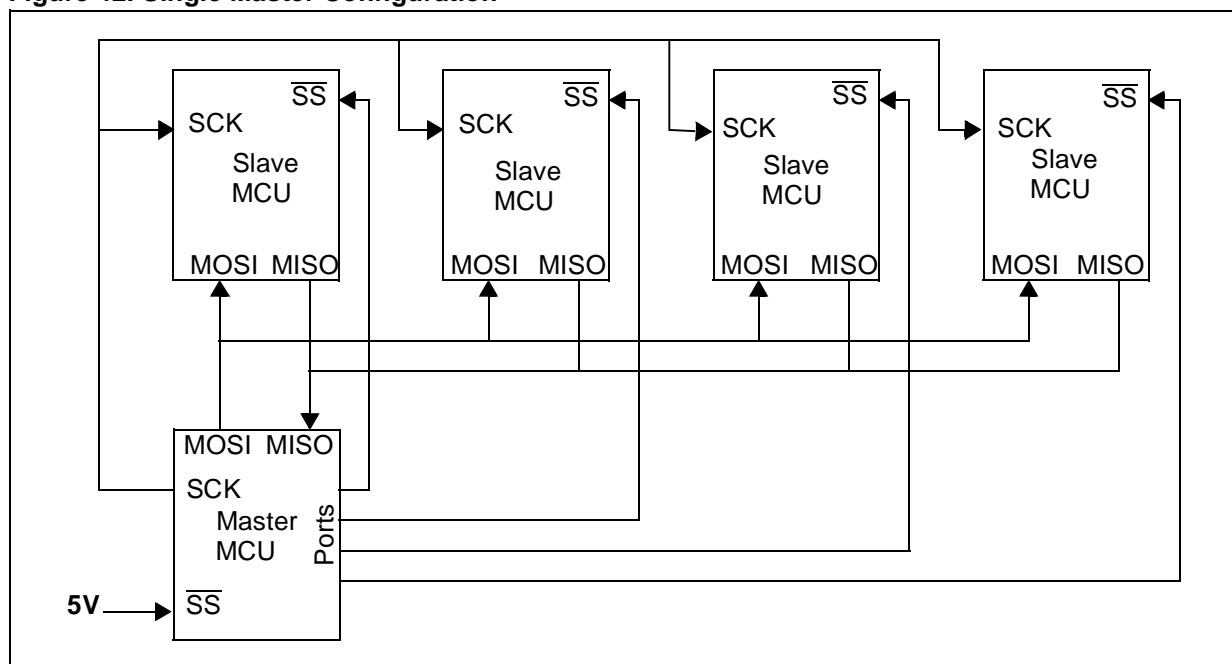 Figure Single Master Configuration
SS SS SS SS
SCK SCK SCK SCK
Slave Slave Slave Slave
MCU MCU MCU MCU
MOSI MISO MOSI MISO MOSI MISO MOSI MISO
MOSI MISO
SCK
Master
MCU
Ports
5V
SS